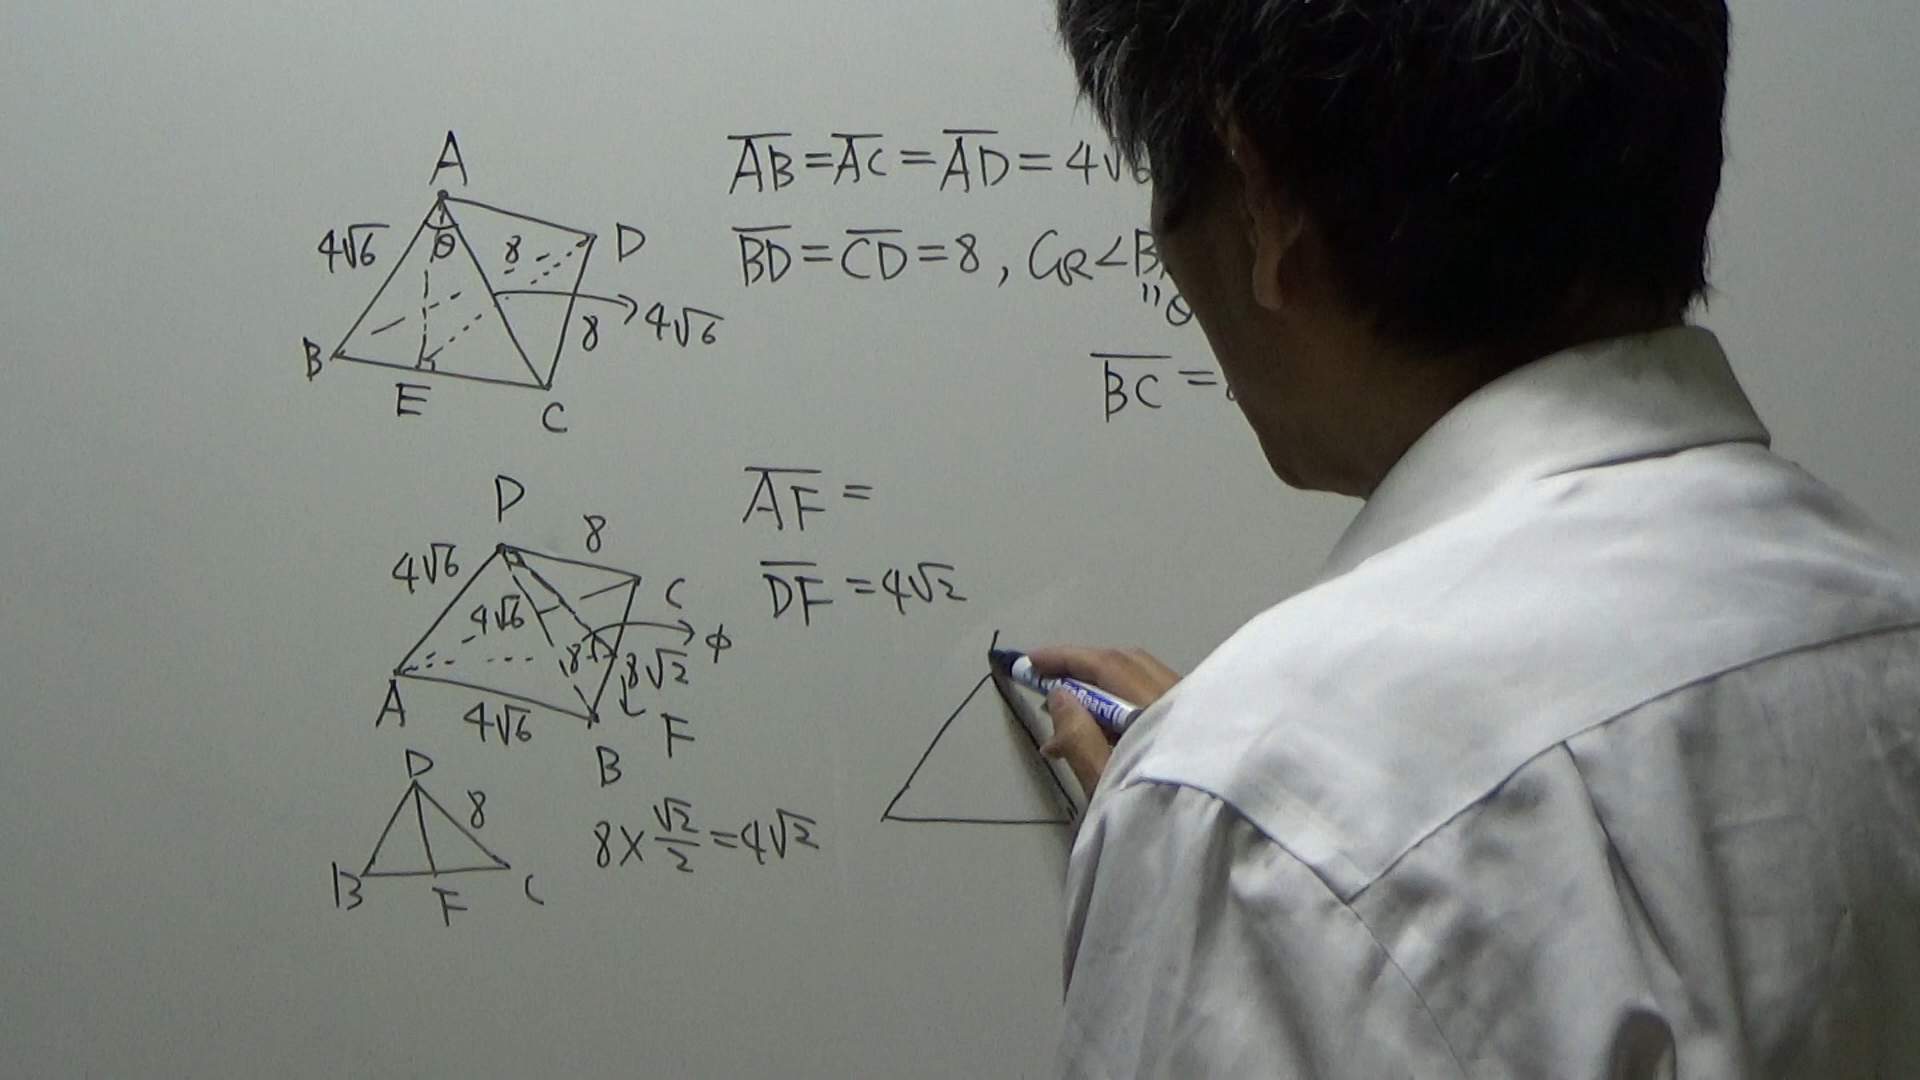 A
4√6
θ
8
D
8
4√6
B
E
C
AB=AC=AD=4√6
BD=CD=8,
"θ
BC=
D
8
4√6
4√6
C
8
8√2
φ
A
4√6
B
F
AF=
DF=4√2
D
8
B
F
C
8×√2/2=4√2